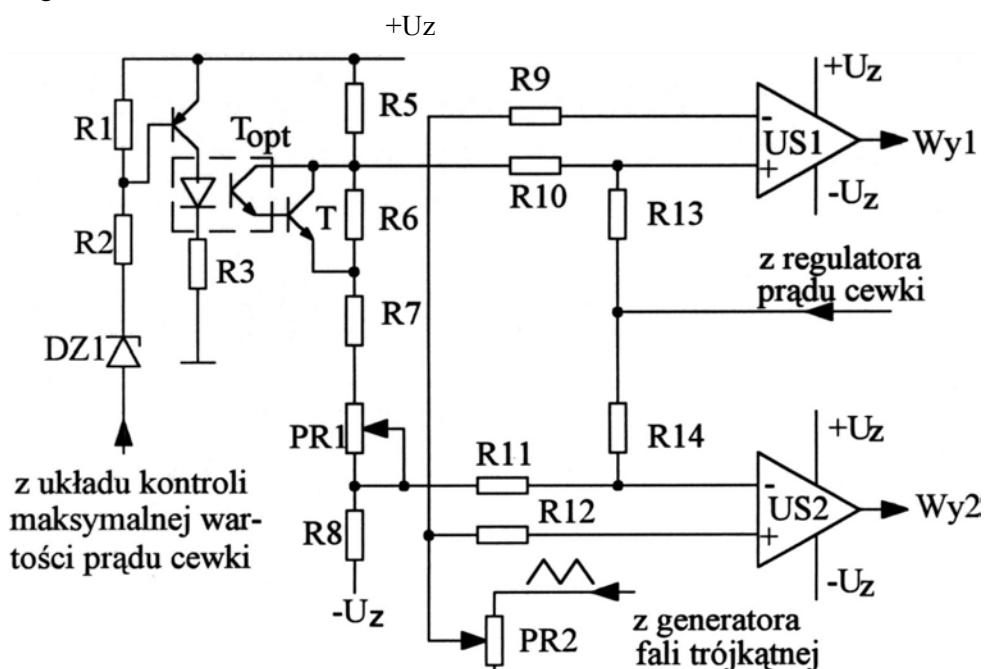 +Uz
R1
R5
R9
+Uz
Topt
US1
Wy1
-
+
T
R10
-Uz
R2
R6
R13
R3
z regulatora
prądu cewki
R7
DZ1
PR1
R14
+Uz
z układu kontroli
maksymalnej war-
tości prądu cewki
R11
-
US2
Wy2
R12
+
R8
-Uz
-Uz
PR2
z generatora
fali trójkątnej